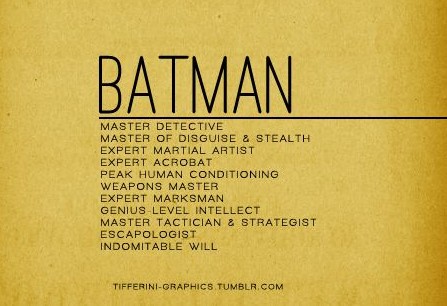 BATMAN
MASTER DETECTIVE
MASTER OF DISGUISE & STEALTH
EXPERT MARTIAL ARTIST
EXPERT ACROBAT
PEAK HUMAN CONDITIONING
WEAPONS MASTER
EXPERT MARKSMAN
GENIUS-LEVEL INTELLECT
MASTER TACTICIAN & STRATEGIST
ESCAPOLOGIST
INDOMITABLE WILL
TIFFERINI-GRAPHICS.TUMBLR.COM